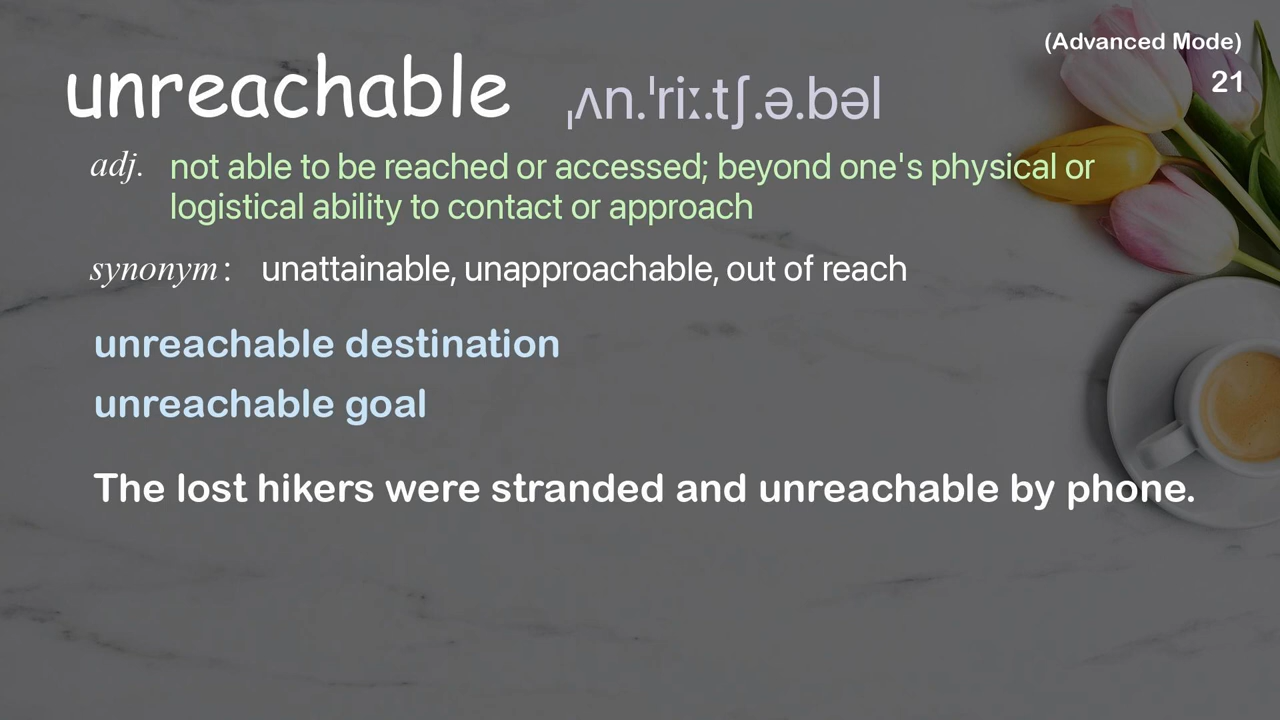 (Advanced Mode)
unreachable ˌʌn.ˈriː.tʃ.ə.bəl
21
adj. not able to be reached or accessed; beyond one's physical or
logistical ability to contact or approach
synonym: unattainable, unapproachable, out of reach
unreachable destination
unreachable goal
The lost hikers were stranded and unreachable by phone.